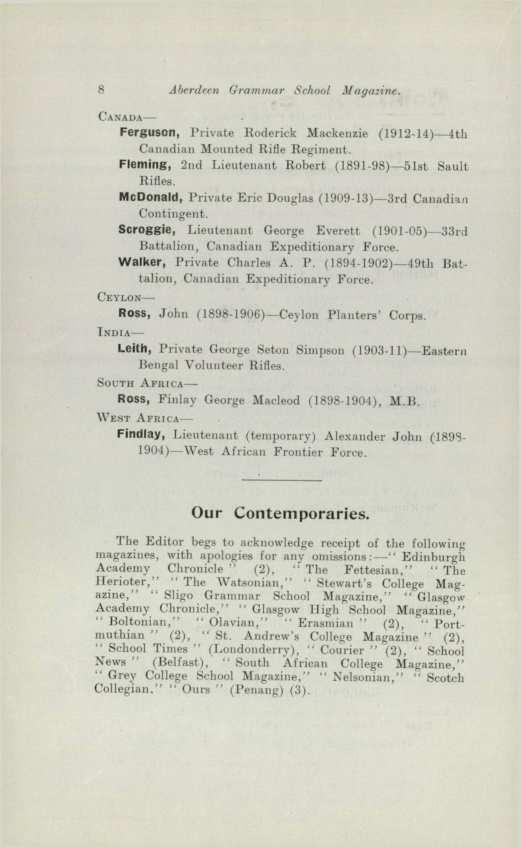 8 Aberdeen Grammar School Magazine.
CANADA—
Ferguson, Private Roderick Mackenzie (1912-14)—4th
Canadian Mounted Rifle Regiment.
Fleming, 2nd Lieutenant Robert (1891-98)—51st Sault
Rifles.
McDonald, Private Eric Douglas (1909-13)—3rd Canadian
Contingent.
Scroggie, Lieutenant George Everett (1901-05)—33rd
Battalion, Canadian Expeditionary Force.
Walker, Private Charles A. P. (1894-1902)—49th Bat-
talion, Canadian Expeditionary Force.
CEYLON—
Ross, John (1898-1906)—Ceylon Planters' Corps.
INDIA—
Leith, Private George Seton Simpson (1903-11)—Eastern
Bengal Volunteer Rifles.
SOUTH AFRICA—
Ross, Finlay George Macleod (1898-1904), M.B.
WEST AFRICA—
Findlay, Lieutenant (temporary) Alexander John (1898-
1904)—West African Frontier Force.
Our Contemporaries.
The Editor begs to acknowledge receipt of the following
magazines, with apologies for any omissions:—" Edinburgh
Academy Chronicle " (2), " The Fettesian," " The
Herioter," " The Watsonian," " Stewart's College Mag-
azine," " Sligo Grammar School Magazine," " Glasgow
Academy Chronicle," " Glasgow High School Magazine,"
" Boltonian," " Olavian," " Erasmian " (2), " Port-
muthian " (2), " St. Andrew's College Magazine " (2),
" School Times " (Londonderry), " Courier " (2), " School
News " (Belfast), " South African College Magazine,"
" Grey College School Magazine," " Nelsonian," " Scotch
Collegian," " Ours " (Penang) (3).